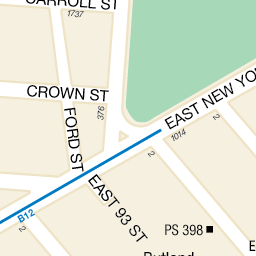 CARROLL ST
1737
CROWN ST
376
FORD ST
EAST NEW YO
1014
2
2
2
B12
EAST 93 ST
PS 398
Rutland
E